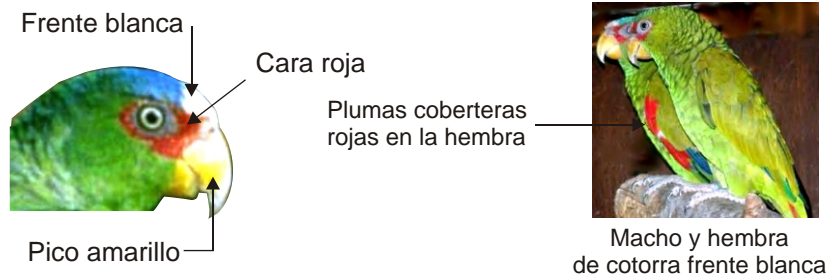 Frente blanca
Cara roja
Pico amarillo
Plumas coberteras
rojas en la hembra
Macho y hembra
de cotorra frente blanca